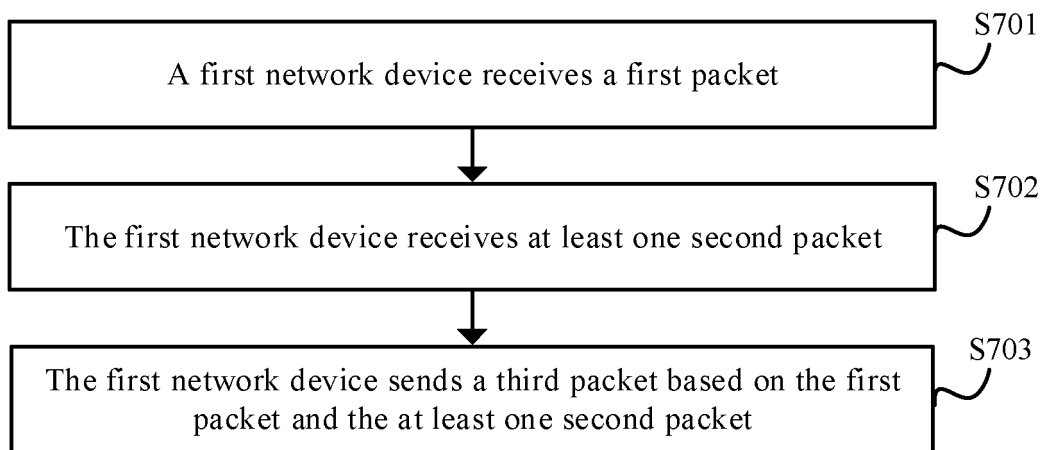 S701
A first network device receives a first packet
S702
The first network device receives at least one second packet
S703
The first network device sends a third packet based on the first
packet and the at least one second packet